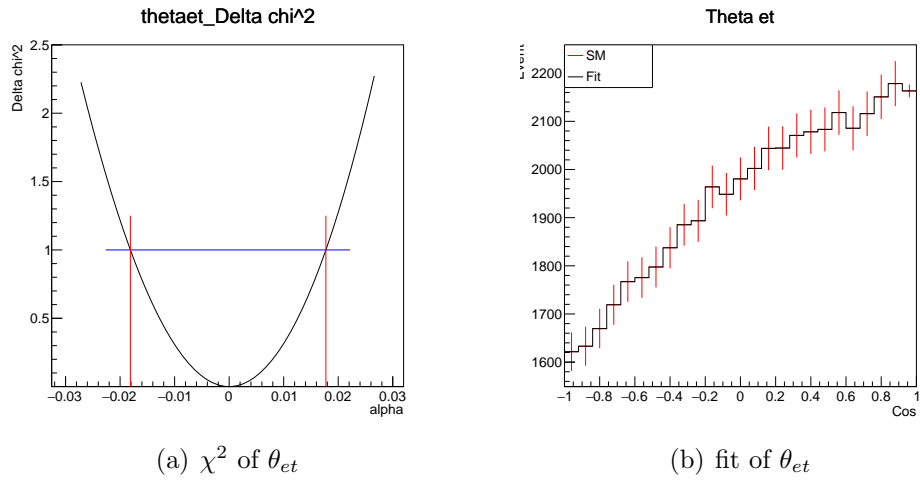 thetaet_Delta chi^2
Delta chi^2
2.5
2
1.5
1
0.5
−0.03 −0.02 −0.01 0 0.01 0.02 0.03
alpha
(a) χ² of θet
Theta et
SM
Fit
2200
2100
2000
1900
1800
1700
1600
−1 −0.8 −0.6 −0.4 −0.2 0 0.2 0.4 0.6 0.8 1
Cos
(b) fit of θet